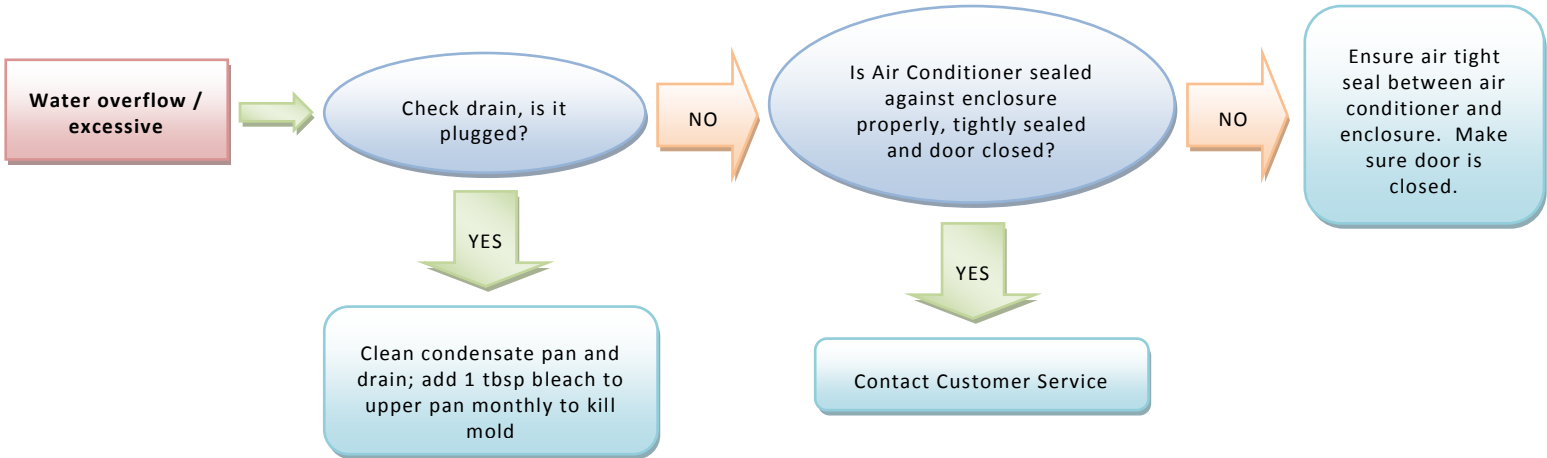 Water overflow /
excessive
Check drain, is it
plugged?
NO
Is Air Conditioner sealed
against enclosure
properly, tightly sealed
and door closed?
NO
Ensure air tight
seal between air
conditioner and
enclosure. Make
sure door is
closed.
YES
Clean condensate pan and
drain; add 1 tbsp bleach to
upper pan monthly to kill
mold
YES
Contact Customer Service